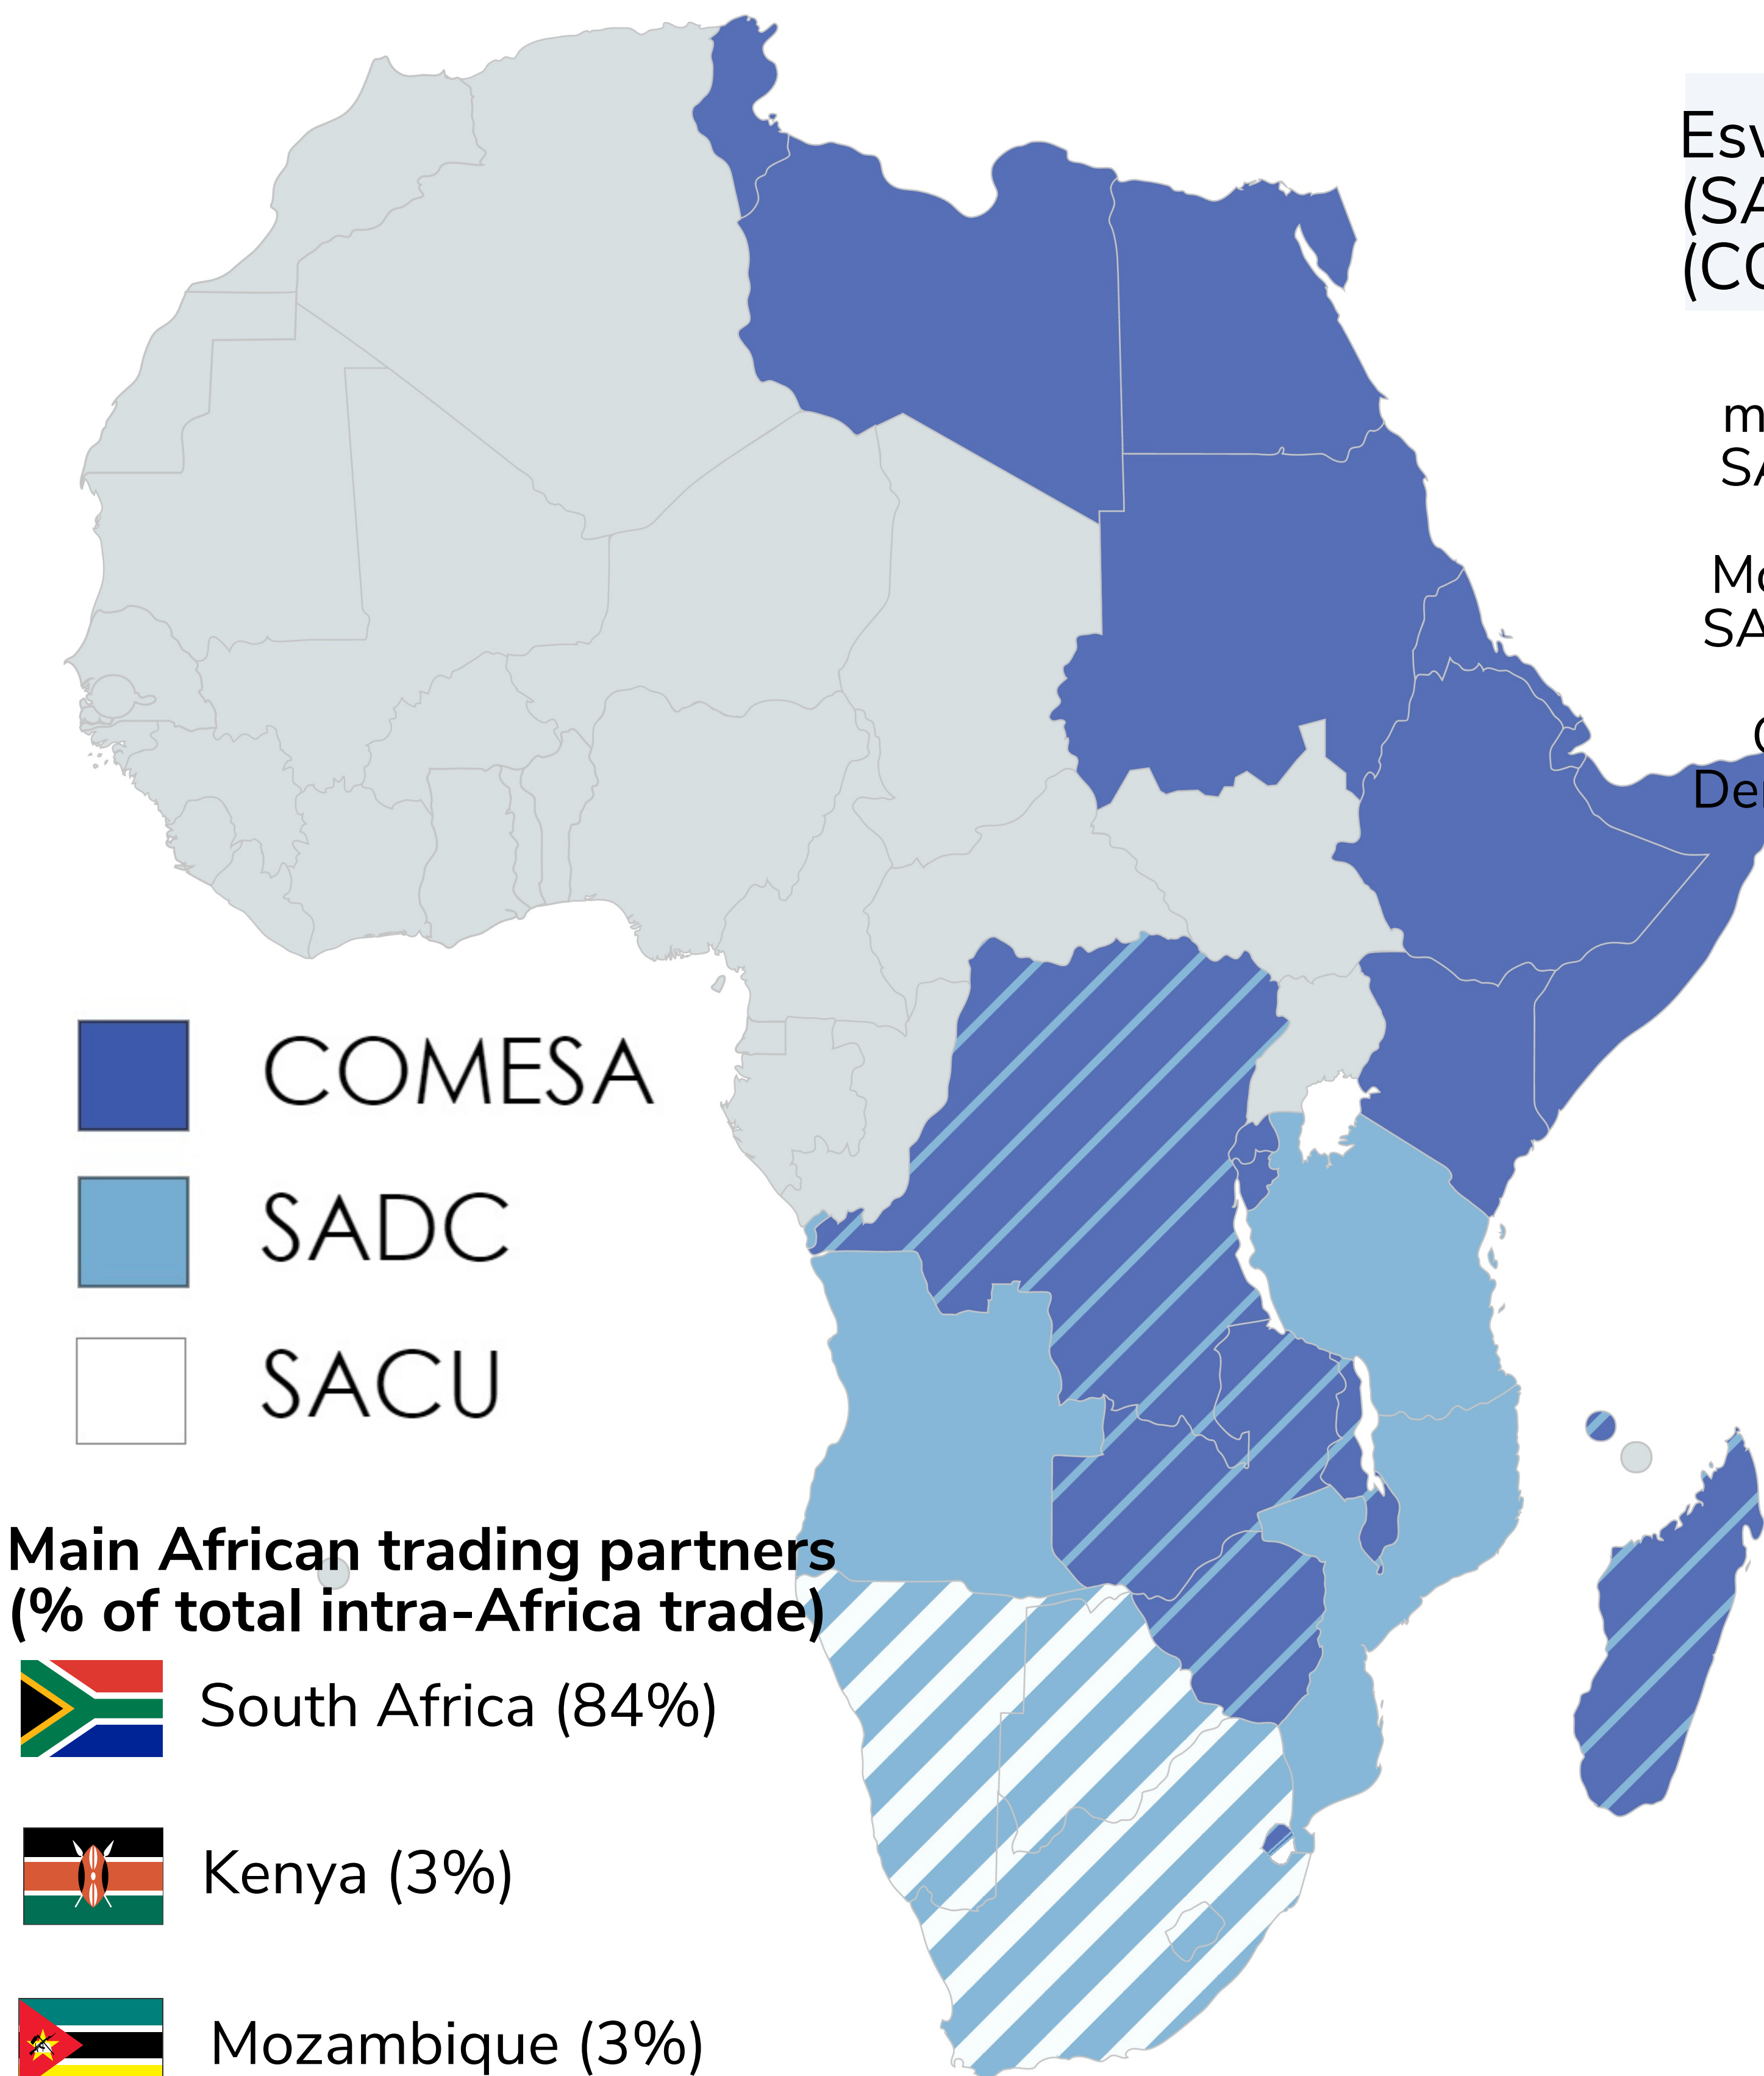 COMESA
SADC
SACU
Main African trading partners
(% of total intra-Africa trade)
South Africa (84%)
Kenya (3%)
Mozambique (3%)